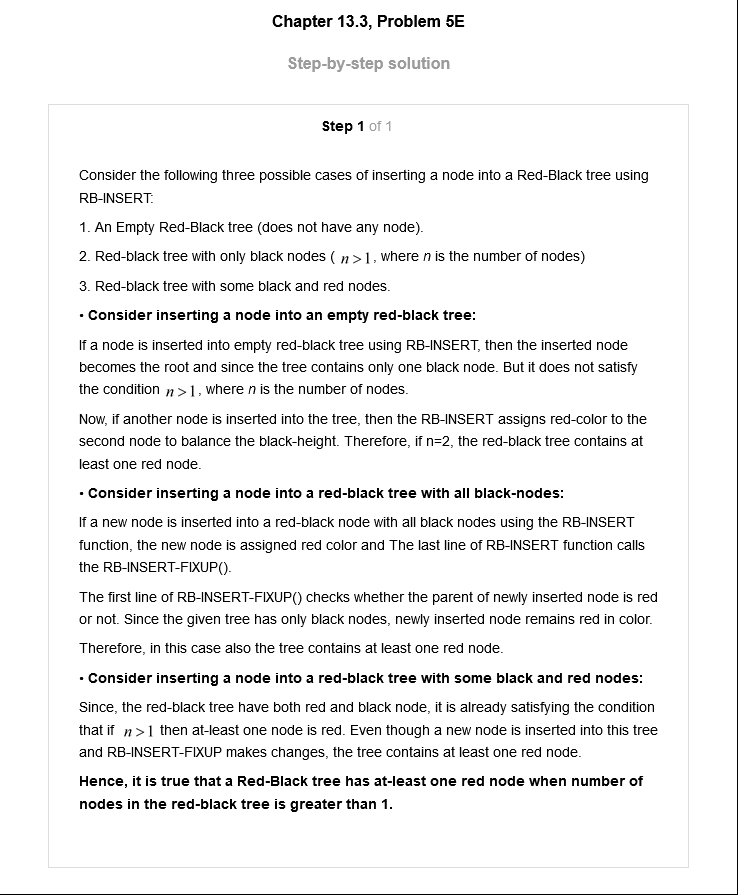 Chapter 13.3, Problem 5E
Step-by-step solution
Step 1 of 1
Consider the following three possible cases of inserting a node into a Red-Black tree using
RB-INSERT:
1. An Empty Red-Black tree (does not have any node).
2. Red-black tree with only black nodes ( n>1, where n is the number of nodes)
3. Red-black tree with some black and red nodes.
• Consider inserting a node into an empty red-black tree:
If a node is inserted into empty red-black tree using RB-INSERT, then the inserted node
becomes the root and since the tree contains only one black node. But it does not satisfy
the condition n>1, where n is the number of nodes.
Now, if another node is inserted into the tree, then the RB-INSERT assigns red-color to the
second node to balance the black-height. Therefore, if n=2, the red-black tree contains at
least one red node.
• Consider inserting a node into a red-black tree with all black-nodes:
If a new node is inserted into a red-black node with all black nodes using the RB-INSERT
function, the new node is assigned red color and The last line of RB-INSERT function calls
the RB-INSERT-FIXUP().
The first line of RB-INSERT-FIXUP() checks whether the parent of newly inserted node is red
or not. Since the given tree has only black nodes, newly inserted node remains red in color.
Therefore, in this case also the tree contains at least one red node.
• Consider inserting a node into a red-black tree with some black and red nodes:
Since, the red-black tree have both red and black node, it is already satisfying the condition
that if n>1 then at-least one node is red. Even though a new node is inserted into this tree
and RB-INSERT-FIXUP makes changes, the tree contains at least one red node.
Hence, it is true that a Red-Black tree has at-least one red node when number of
nodes in the red-black tree is greater than 1.